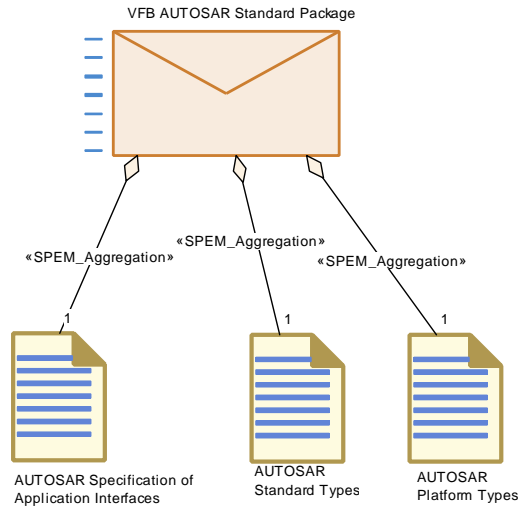 VFB AUTOSAR Standard Package
«SPEM_Aggregation»
«SPEM_Aggregation»
«SPEM_Aggregation»
1
1
1
AUTOSAR Specification of
Application Interfaces
AUTOSAR
Standard Types
AUTOSAR
Platform Types